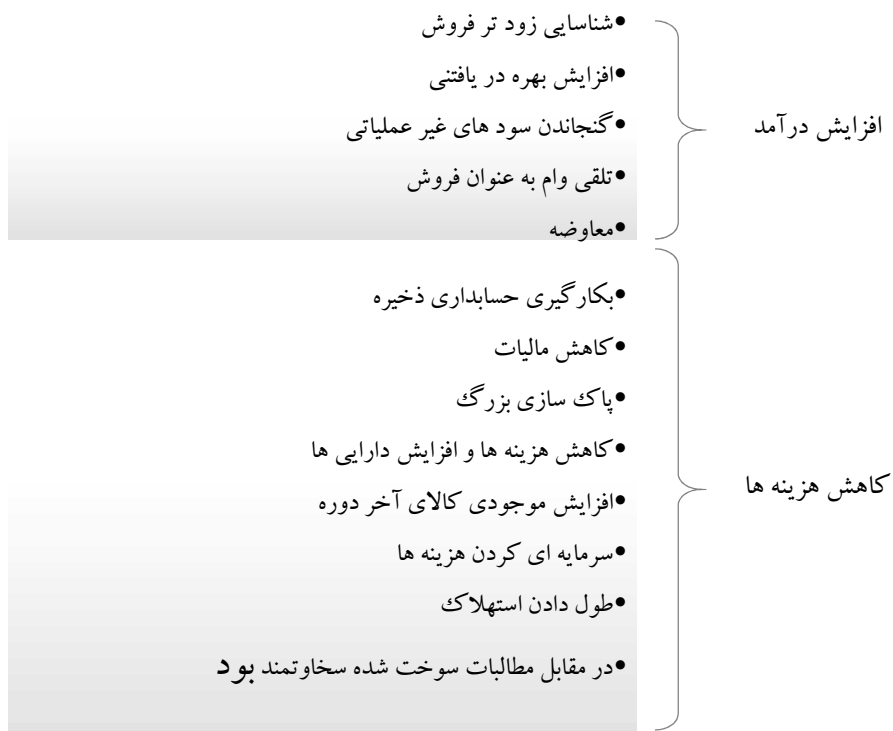 افزایش درآمد
•شناسایی زود تر فروش
•افزایش بهره در یافتنی
•گنجاندن سود های غیر عملیاتی
•تلقی وام به عنوان فروش
•معاوضه
کاهش هزینه ها
•بکارگیری حسابداری ذخیره
•کاهش مالیات
•پاک سازی بزرگ
•کاهش هزینه ها و افزایش دارایی ها
•افزایش موجودی کالای آخر دوره
•سرمایه ای کردن هزینه ها
•طول دادن استهلاک
•در مقابل مطالبات سوخت شده سخاوتمند بود